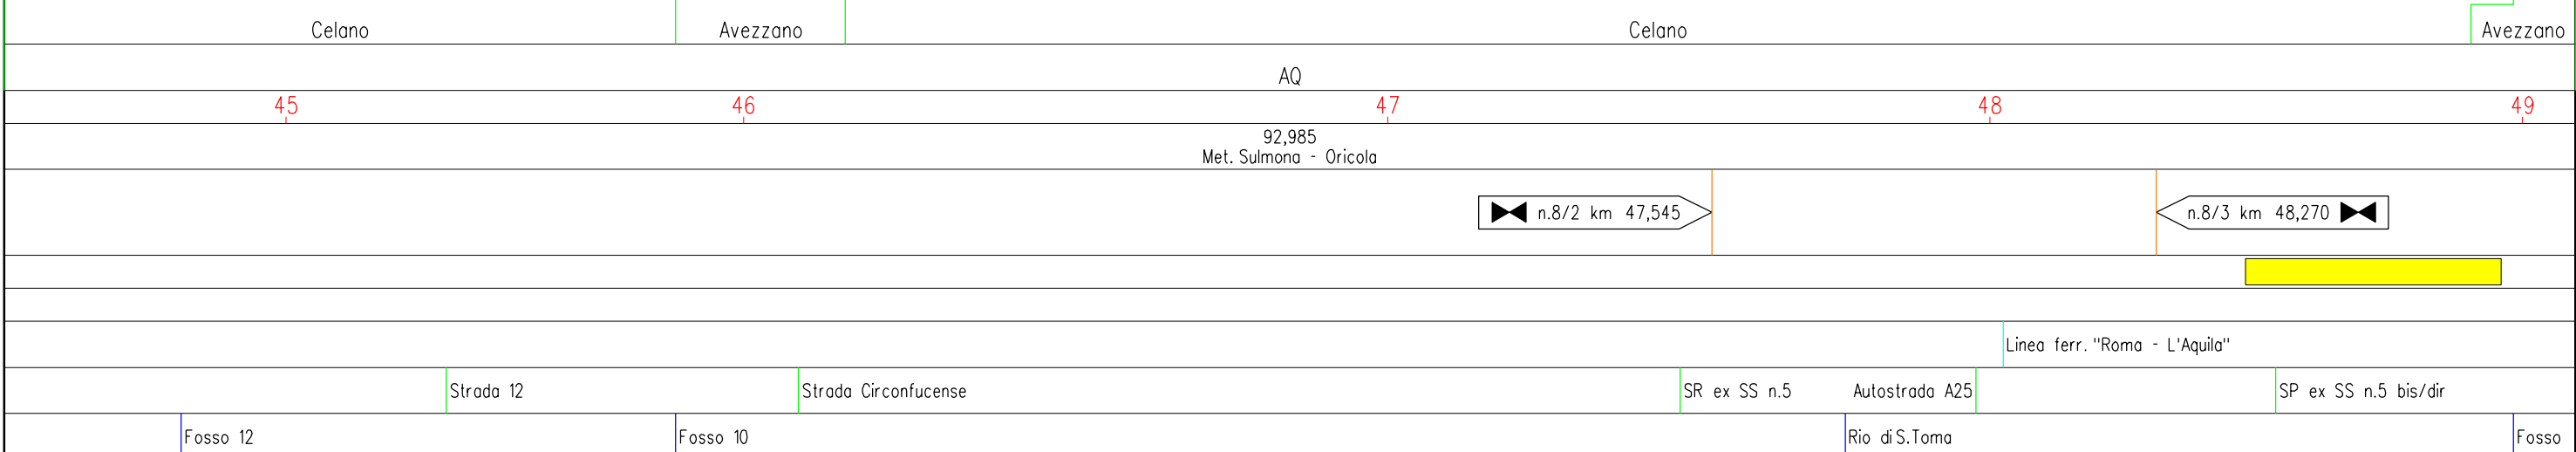 Celano Avezzano Celano Avezzano
AQ
45 46 47 48 49
92,985
Met. Sulmona - Oricola
n.8/2 km 47,545 n.8/3 km 48,270
Linea ferr. "Roma - L'Aquila"
Strada 12 Strada Circonfucense SR ex SS n.5 Autostrada A25 SP ex SS n.5 bis/dir
Fosso 12 Fosso 10 Rio di S.Toma Fosso